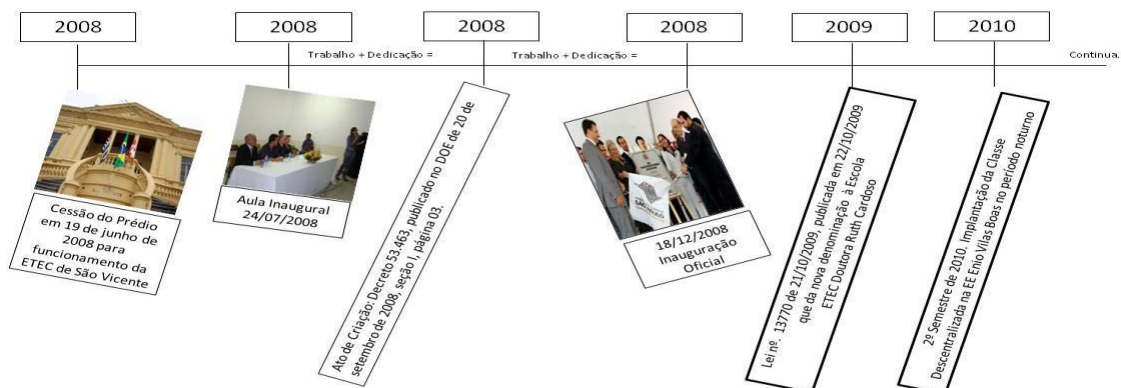 2008
2008
2008
2008
2009
2010
Trabalho + Dedicação =
Trabalho + Dedicação =
Continua.
Cessão do Prédio
em 19 de junho de
2008 para
funcionamento da
ETEC de São Vicente
Aula Inaugural
24/07/2008
Ato de Criação: Decreto 53.463, publicado no DOE de 20 de
setembro de 2008, seção I, página 03.
18/12/2008
Inauguração
Oficial
Lei nº. 13770 de 21/10/2009, publicada em 22/10/2009
que da nova denominação à Escola
ETEC Doutora Ruth Cardoso
2º Semestre de 2010, Implantação da Classe
Descentralizada na EE Enio Vilas Boas no período noturno